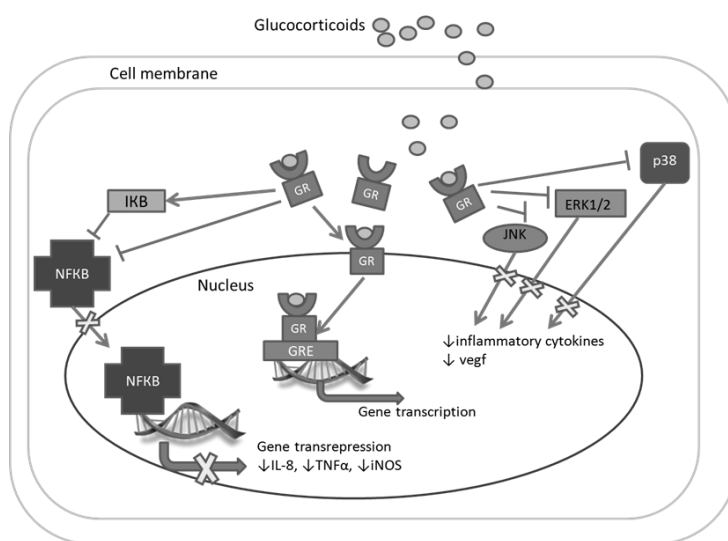 Glucocorticoids
Cell membrane
p38
GR
GR
GR
IKB
ERK1/2
JNK
NFKB
GR
Nucleus
GR
GRE
↓inflammatory cytokines
↓ vegf
NFKB
Gene transcription
Gene transrepression
↓IL-8, ↓TNFα, ↓iNOS